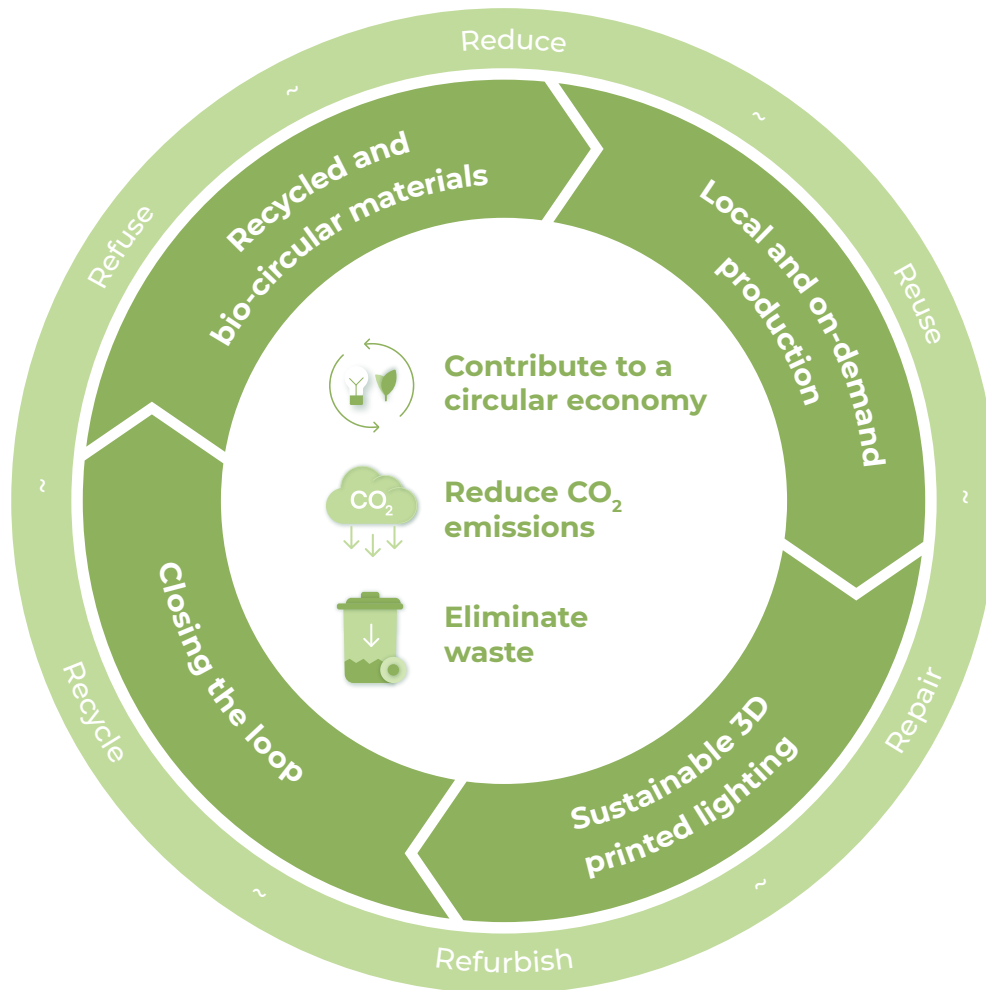 Reduce
~
Reuse
~
Repair
~
Refurbish
~
Recycle
~
Refuse
~
Recycled and
bio-circular materials
Local and on-demand
production
Sustainable 3D
printed lighting
Closing the loop
Contribute to a
circular economy
CO₂
Reduce CO₂
emissions
Eliminate
waste